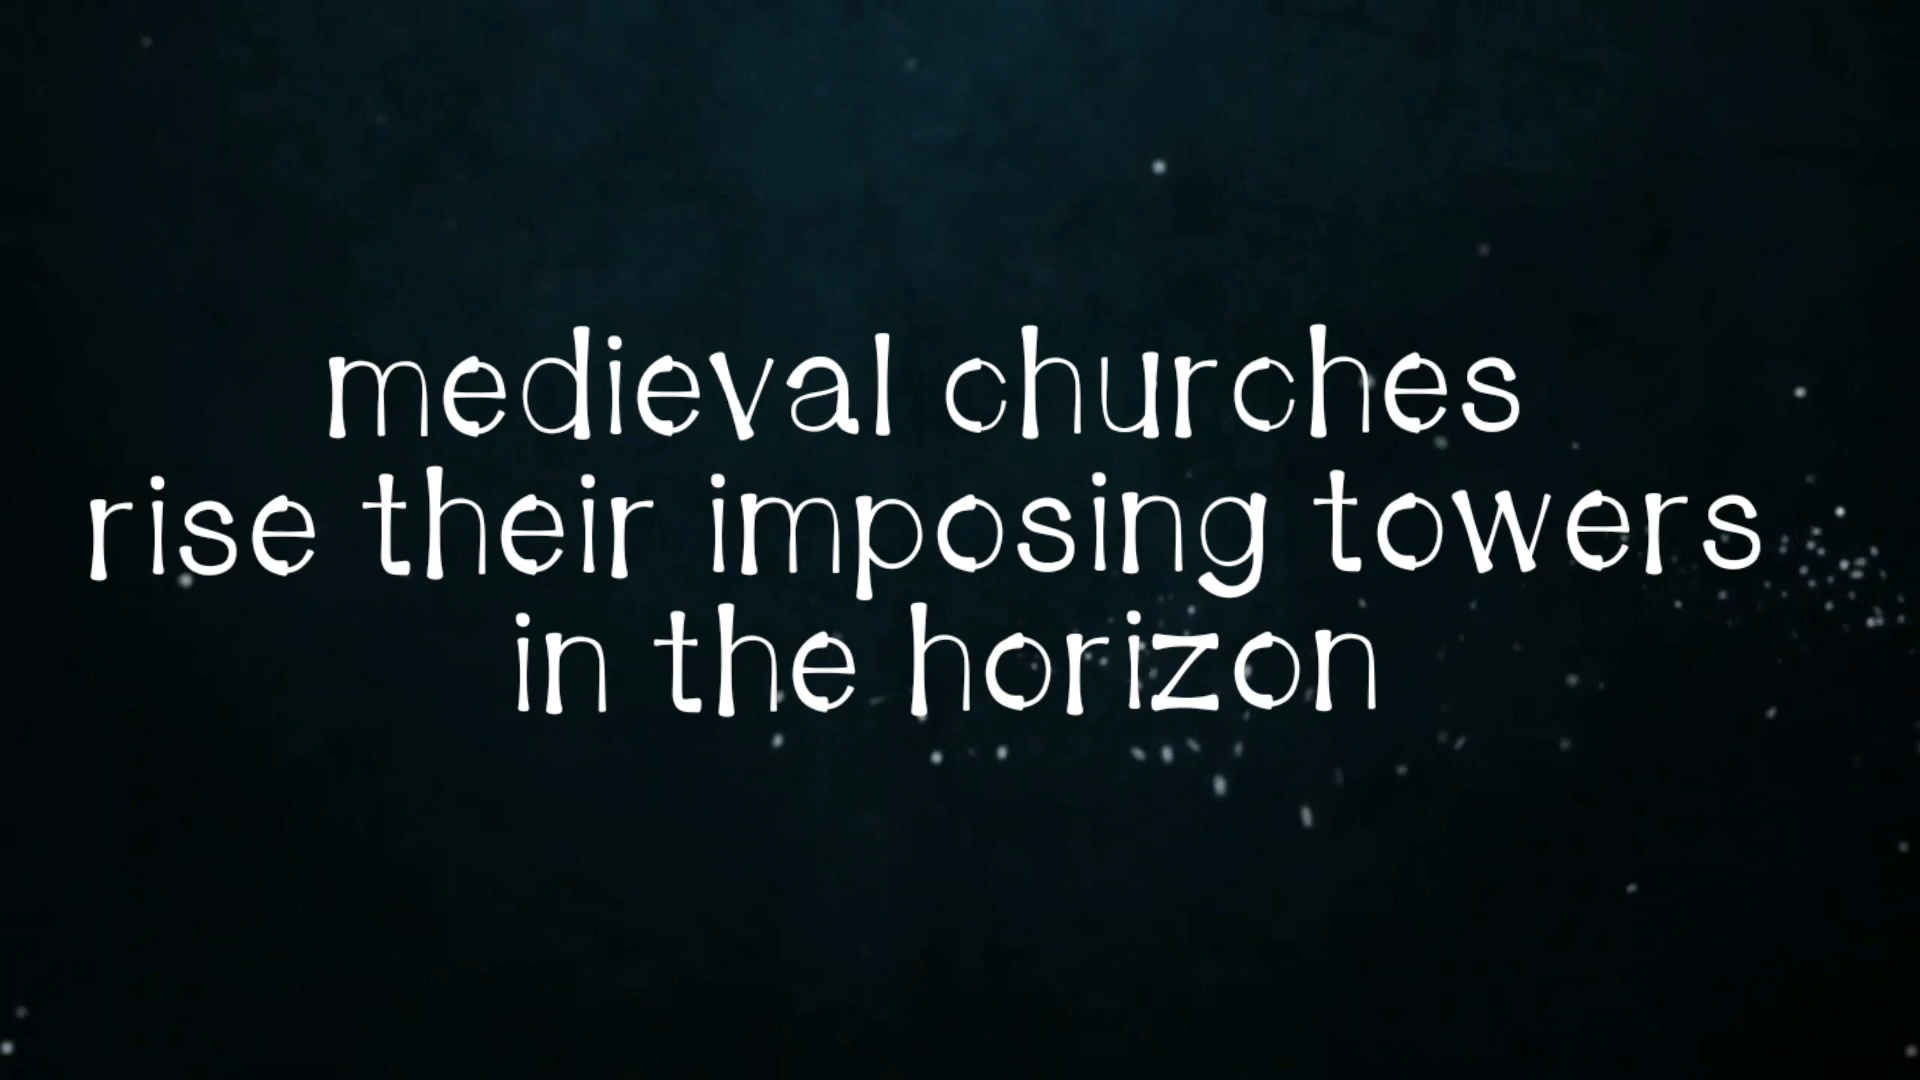 medieval churches
rise their imposing towers
in the horizon